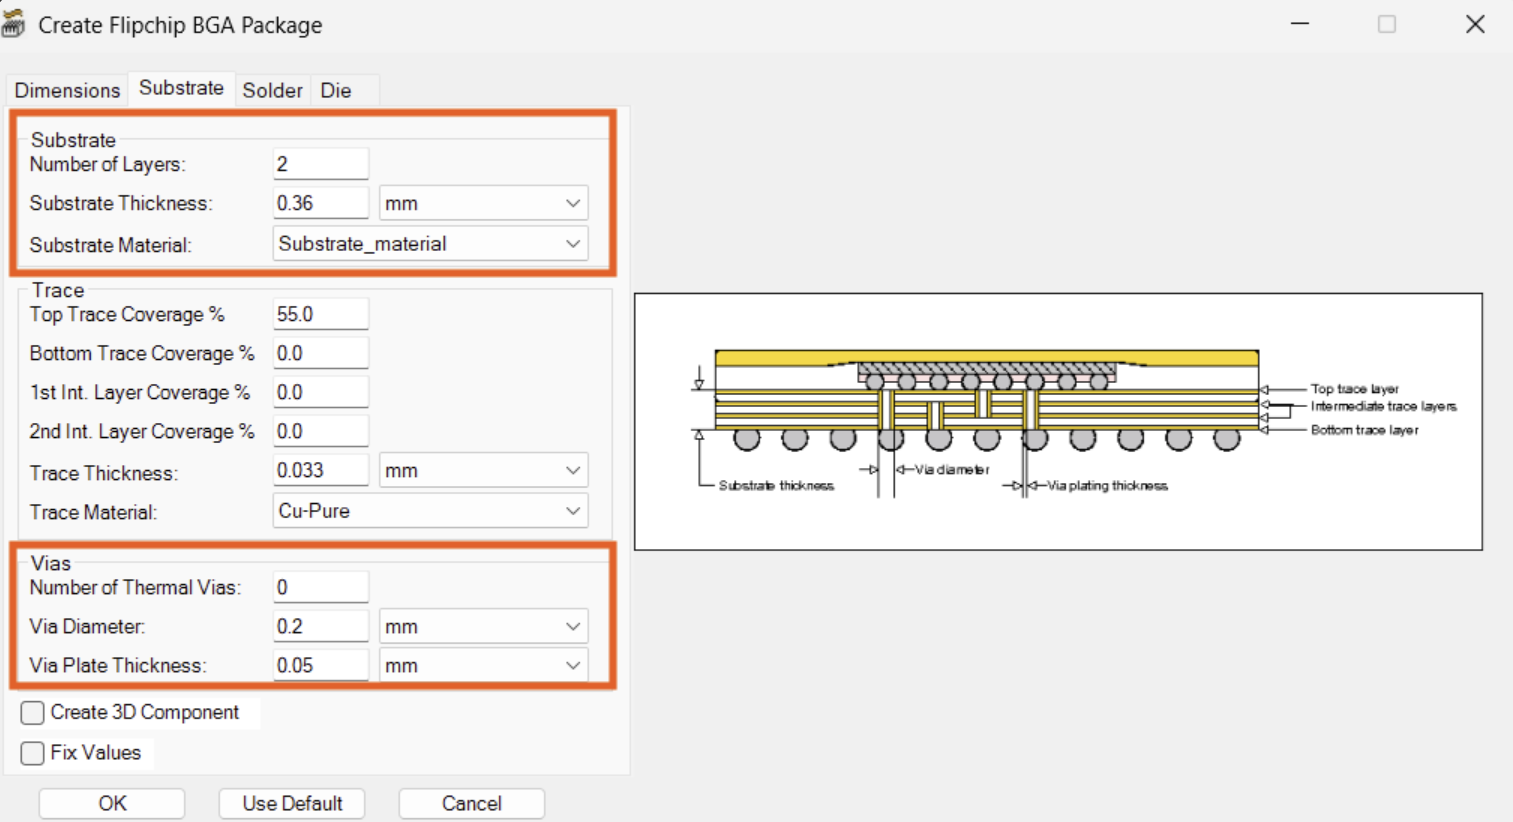 Create Flipchip BGA Package
Dimensions Substrate Solder Die
Substrate
Number of Layers: 2
Substrate Thickness: 0.36 mm
Substrate Material: Substrate_material
Trace
Top Trace Coverage % 55.0
Bottom Trace Coverage % 0.0
1st Int. Layer Coverage % 0.0
2nd Int. Layer Coverage % 0.0
Trace Thickness: 0.033 mm
Trace Material: Cu-Pure
Vias
Number of Thermal Vias: 0
Via Diameter: 0.2 mm
Via Plate Thickness: 0.05 mm
Create 3D Component
Fix Values
OK Use Default Cancel
Top trace layer
Intermediate trace layers
Bottom trace layer
Via diameter
Substrate thickness
Via plating thickness